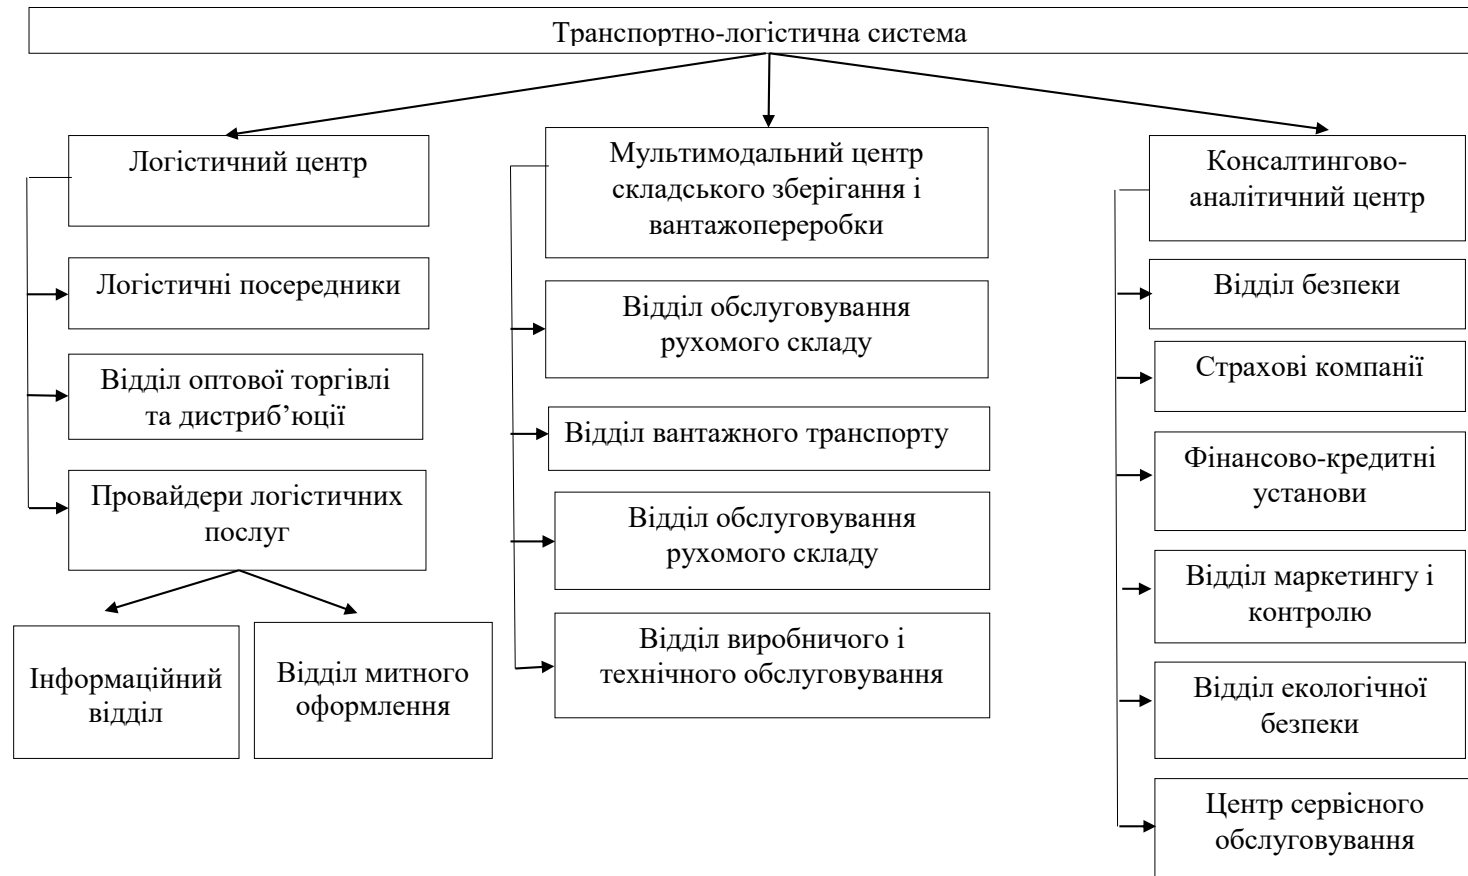 Транспортно-логістична система
Логістичний центр
Логістичні посередники
Відділ оптової торгівлі
та дистриб’юції
Провайдери логістичних
послуг
Інформаційний
відділ
Відділ митного
оформлення
Мультимодальний центр
складського зберігання і
вантажопереробки
Відділ обслуговування
рухомого складу
Відділ вантажного транспорту
Відділ обслуговування
рухомого складу
Відділ виробничого і
технічного обслуговування
Консалтингово-
аналітичний центр
Відділ безпеки
Страхові компанії
Фінансово-кредитні
установи
Відділ маркетингу і
контролю
Відділ екологічної
безпеки
Центр сервісного
обслуговування